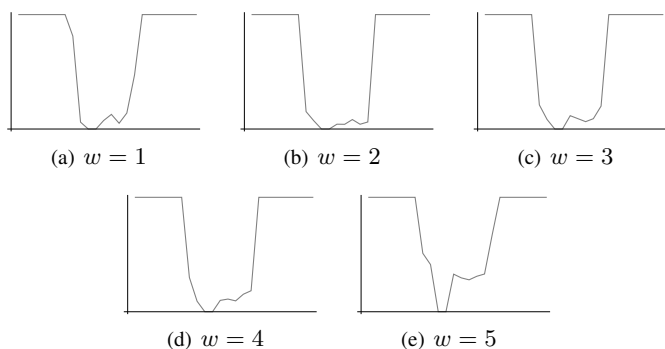 (a) w = 1
(b) w = 2
(c) w = 3
(d) w = 4
(e) w = 5